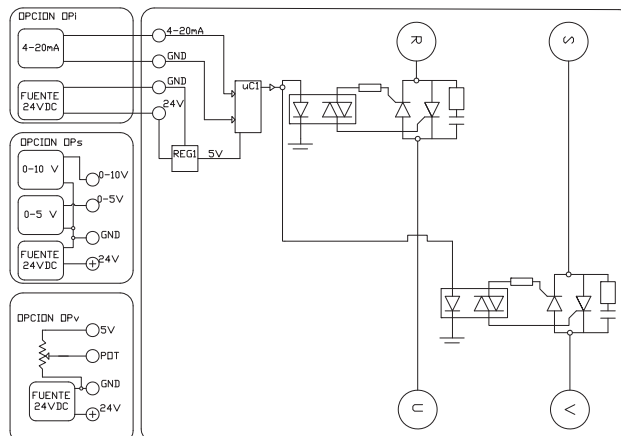 OPCION OPi
4-20mA
FUENTE
24VDC
4-20mA
GND
GND
24V
REG1
5V
uC1
R
S
OPCION OPs
0-10 V
0-5 V
FUENTE
24VDC
0-10V
0-5V
GND
24V
OPCION OPv
5V
POT
GND
FUENTE
24VDC
24V
U
V